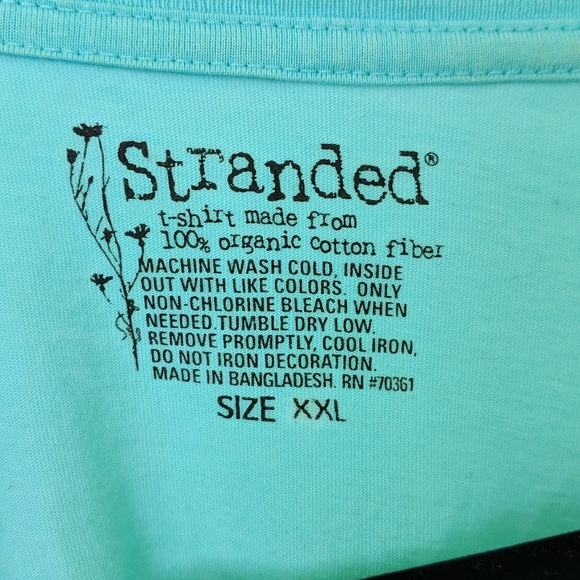 Stranded®
t-shirt made from
100% organic cotton fiber
MACHINE WASH COLD, INSIDE
OUT WITH LIKE COLORS. ONLY
NON-CHLORINE BLEACH WHEN
NEEDED.TUMBLE DRY LOW.
REMOVE PROMPTLY, COOL IRON,
DO NOT IRON DECORATION.
MADE IN BANGLADESH. RN #70361
SIZE XXL